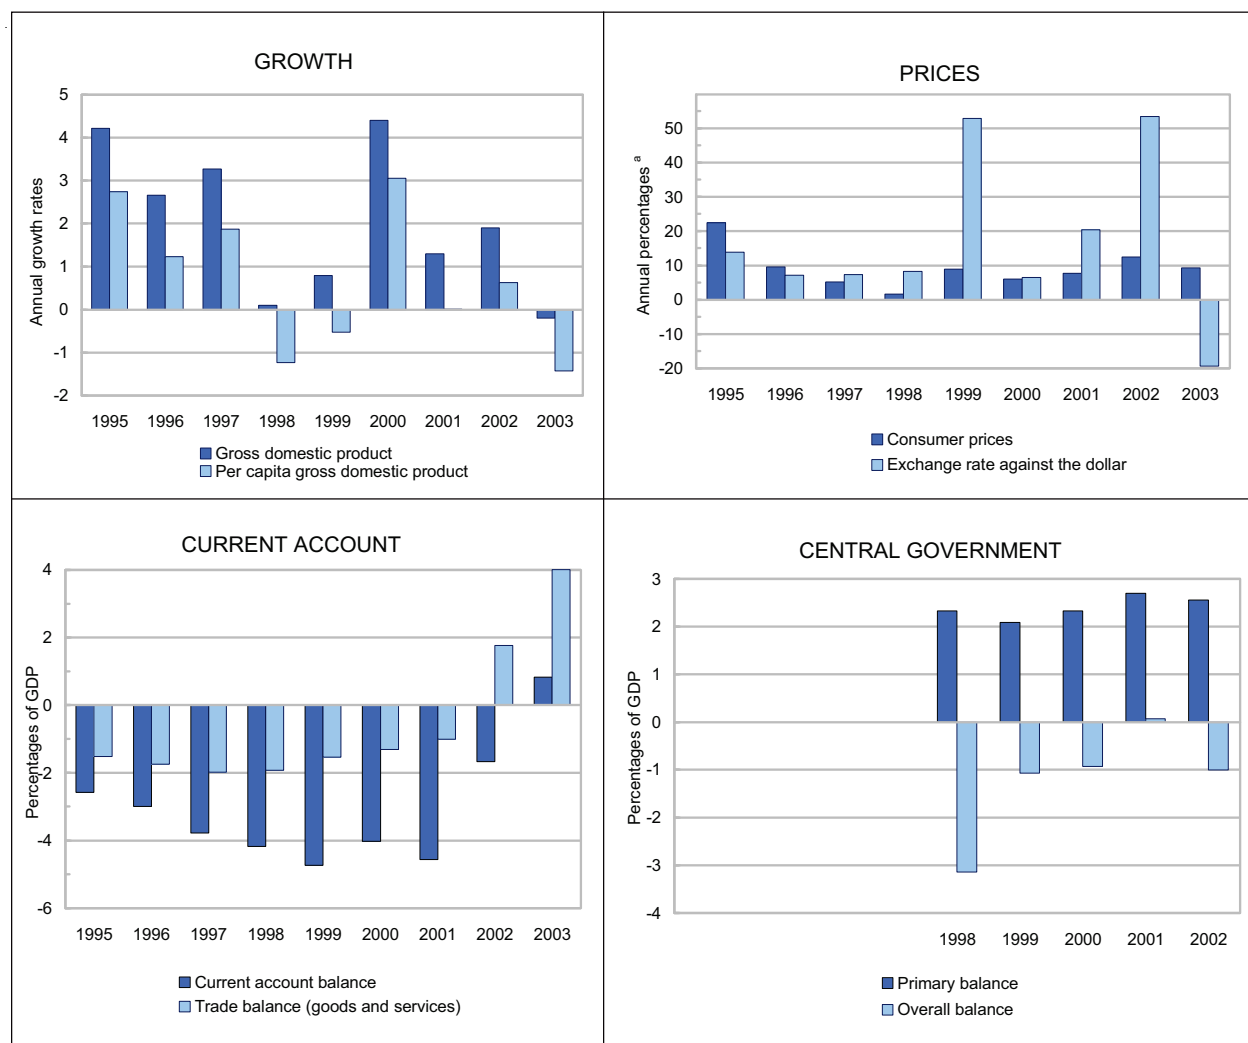 GROWTH
Annual growth rates
5
4
3
2
1
0
-1
-2
1995 1996 1997 1998 1999 2000 2001 2002 2003
Gross domestic product
Per capita gross domestic product
PRICES
Annual percentages a
50
40
30
20
10
0
-10
-20
1995 1996 1997 1998 1999 2000 2001 2002 2003
Consumer prices
Exchange rate against the dollar
CURRENT ACCOUNT
Percentages of GDP
4
2
0
-2
-4
-6
1995 1996 1997 1998 1999 2000 2001 2002 2003
Current account balance
Trade balance (goods and services)
CENTRAL GOVERNMENT
Percentages of GDP
3
2
1
0
-1
-2
-3
-4
1998 1999 2000 2001 2002
Primary balance
Overall balance